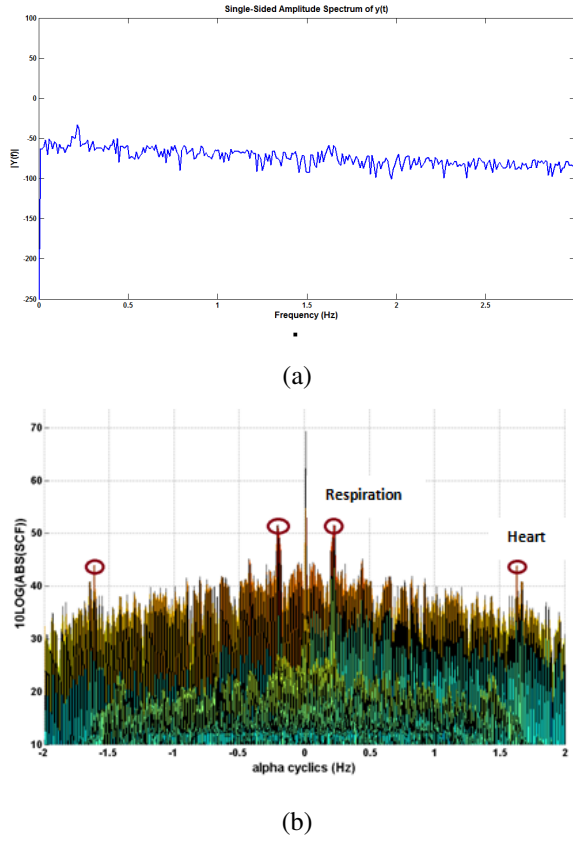 Single-Sided Amplitude Spectrum of y(t)
100
50
0
-50
-100
-150
-200
-250
|Y(f)|
0 0.5 1 1.5 2 2.5
Frequency (Hz)
(a)
70
60
50
40
30
20
10
10LOG(ABS(SCF))
Respiration
Heart
-2 -1.5 -1 -0.5 0 0.5 1 1.5 2
alpha cyclics (Hz)
(b)